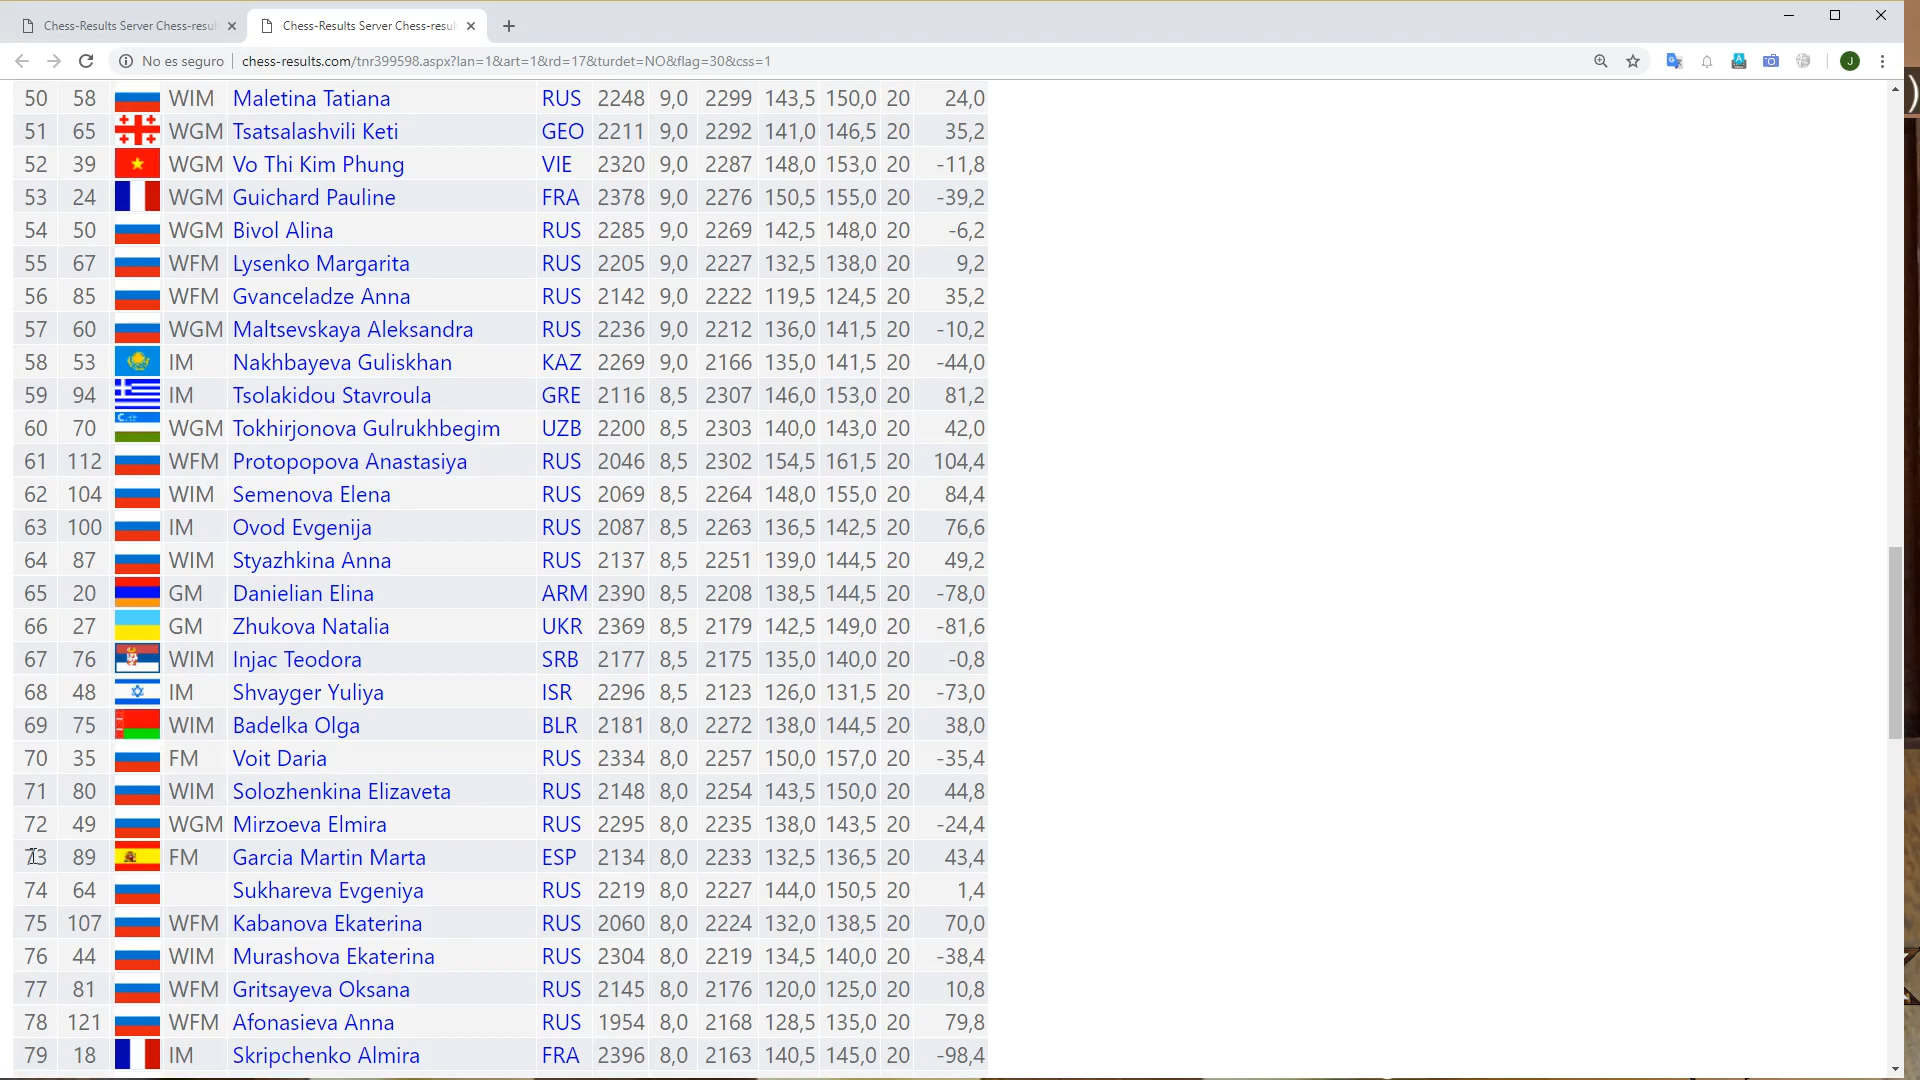 Chess-Results Server Chess-resul
Chess-Results Server Chess-resul
No es seguro
chess-results.com/tnr399598.aspx?lan=1&art=1&rd=17&turdet=NO&flag=30&css=1
J
50 58 WIM Maletina Tatiana RUS 2248 9,0 2299 143,5 150,0 20 24,0
51 65 WGM Tsatsalashvili Keti GEO 2211 9,0 2292 141,0 146,5 20 35,2
52 39 WGM Vo Thi Kim Phung VIE 2320 9,0 2287 148,0 153,0 20 -11,8
53 24 WGM Guichard Pauline FRA 2378 9,0 2276 150,5 155,0 20 -39,2
54 50 WGM Bivol Alina RUS 2285 9,0 2269 142,5 148,0 20 -6,2
55 67 WFM Lysenko Margarita RUS 2205 9,0 2227 132,5 138,0 20 9,2
56 85 WFM Gvanceladze Anna RUS 2142 9,0 2222 119,5 124,5 20 35,2
57 60 WGM Maltsevskaya Aleksandra RUS 2236 9,0 2212 136,0 141,5 20 -10,2
58 53 IM Nakhbayeva Guliskhan KAZ 2269 9,0 2166 135,0 141,5 20 -44,0
59 94 IM Tsolakidou Stavroula GRE 2116 8,5 2307 146,0 153,0 20 81,2
60 70 WGM Tokhirjonova Gulrukhbegim UZB 2200 8,5 2303 140,0 143,0 20 42,0
61 112 WFM Protopopova Anastasiya RUS 2046 8,5 2302 154,5 161,5 20 104,4
62 104 WIM Semenova Elena RUS 2069 8,5 2264 148,0 155,0 20 84,4
63 100 IM Ovod Evgenija RUS 2087 8,5 2263 136,5 142,5 20 76,6
64 87 WIM Styazhkina Anna RUS 2137 8,5 2251 139,0 144,5 20 49,2
65 20 GM Danielian Elina ARM 2390 8,5 2208 138,5 144,5 20 -78,0
66 27 GM Zhukova Natalia UKR 2369 8,5 2179 142,5 149,0 20 -81,6
67 76 WIM Injac Teodora SRB 2177 8,5 2175 135,0 140,0 20 -0,8
68 48 IM Shvayger Yuliya ISR 2296 8,5 2123 126,0 131,5 20 -73,0
69 75 WIM Badelka Olga BLR 2181 8,0 2272 138,0 144,5 20 38,0
70 35 FM Voit Daria RUS 2334 8,0 2257 150,0 157,0 20 -35,4
71 80 WIM Solozhenkina Elizaveta RUS 2148 8,0 2254 143,5 150,0 20 44,8
72 49 WGM Mirzoeva Elmira RUS 2295 8,0 2235 138,0 143,5 20 -24,4
73 89 FM Garcia Martin Marta ESP 2134 8,0 2233 132,5 136,5 20 43,4
74 64 Sukhareva Evgeniya RUS 2219 8,0 2227 144,0 150,5 20 1,4
75 107 WFM Kabanova Ekaterina RUS 2060 8,0 2224 132,0 138,5 20 70,0
76 44 WIM Murashova Ekaterina RUS 2304 8,0 2219 134,5 140,0 20 -38,4
77 81 WFM Gritsayeva Oksana RUS 2145 8,0 2176 120,0 125,0 20 10,8
78 121 WFM Afonasieva Anna RUS 1954 8,0 2168 128,5 135,0 20 79,8
79 18 IM Skripchenko Almira FRA 2396 8,0 2163 140,5 145,0 20 -98,4